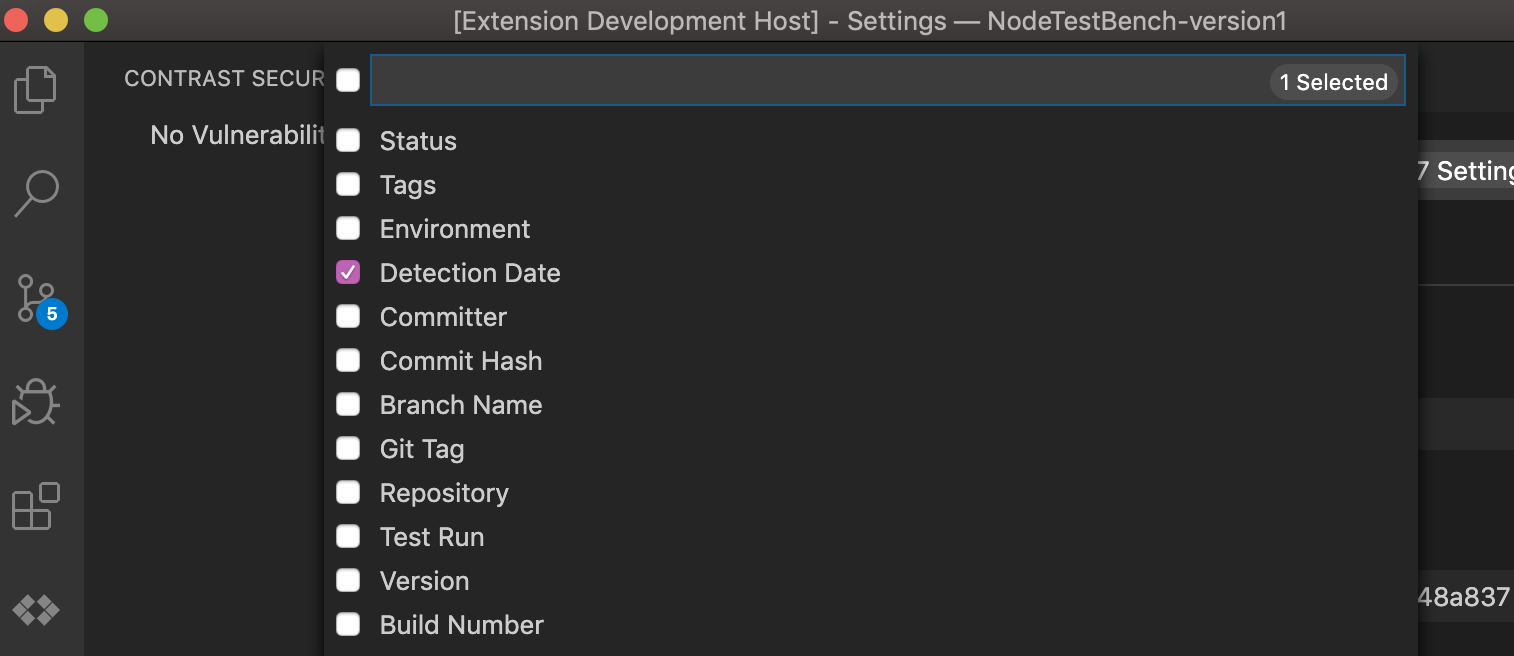 [Extension Development Host] - Settings — NodeTestBench-version1
CONTRAST SECUR
No Vulnerabilit
1 Selected
Status
Tags
Environment
Detection Date
Committer
Commit Hash
Branch Name
Git Tag
Repository
Test Run
Version
Build Number
5
7 Setting
48a837